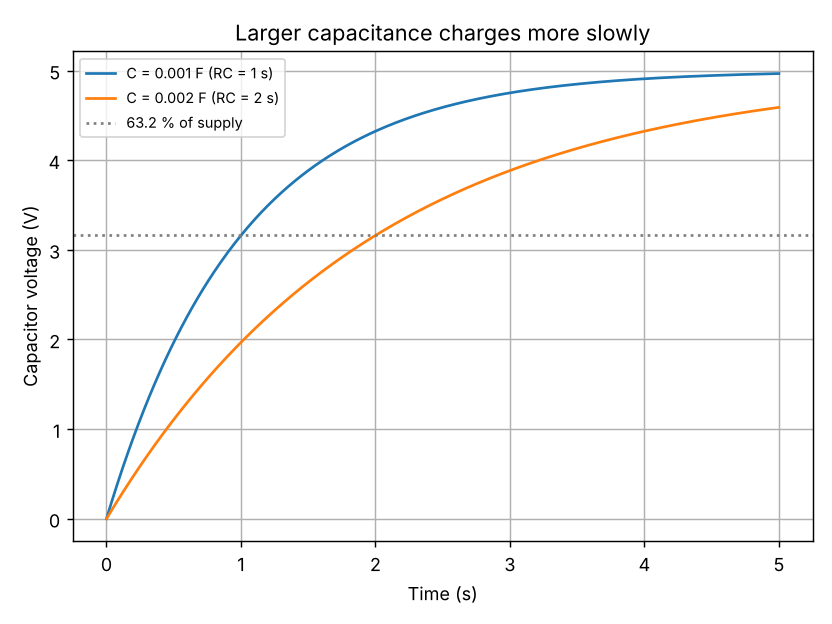 Larger capacitance charges more slowly
C = 0.001 F (RC = 1 s)
C = 0.002 F (RC = 2 s)
63.2 % of supply
Capacitor voltage (V)
5
4
3
2
1
0
0 1 2 3 4 5
Time (s)